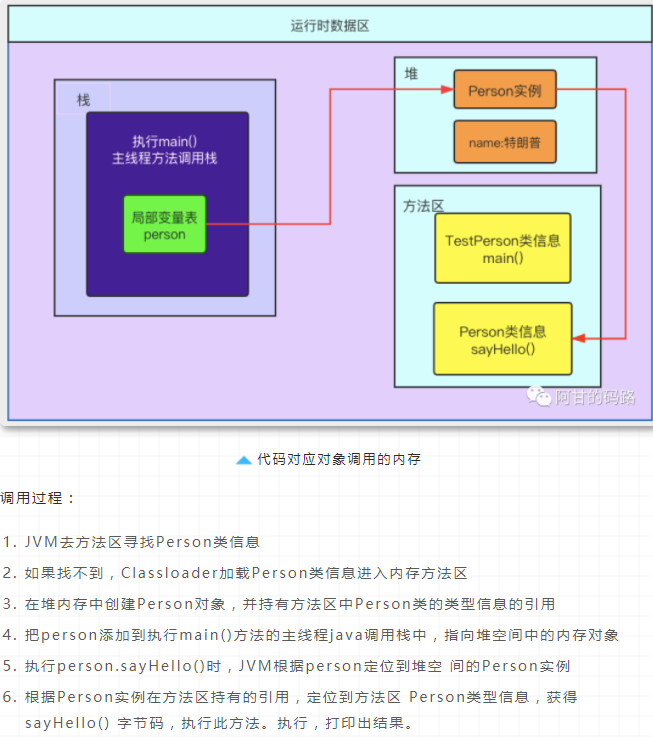 运行时数据区
栈
执行main()
主线程方法调用栈
局部变量表
person
堆
Person实例
name:特朗普
方法区
TestPerson类信息
main()
Person类信息
sayHello()
阿甘的码路
代码对应对象调用的内存
调用过程：
1. JVM去方法区寻找Person类信息
2. 如果找不到，Classloader加载Person类信息进入内存方法区
3. 在堆内存中创建Person对象，并持有方法区中Person类的类型信息的引用
4. 把person添加到执行main()方法的主线程java调用栈中，指向堆空间中的内存对象
5. 执行person.sayHello()时，JVM根据person定位到堆空 间的Person实例
6. 根据Person实例在方法区持有的引用，定位到方法区 Person类型信息，获得
sayHello() 字节码，执行此方法。执行，打印出结果。